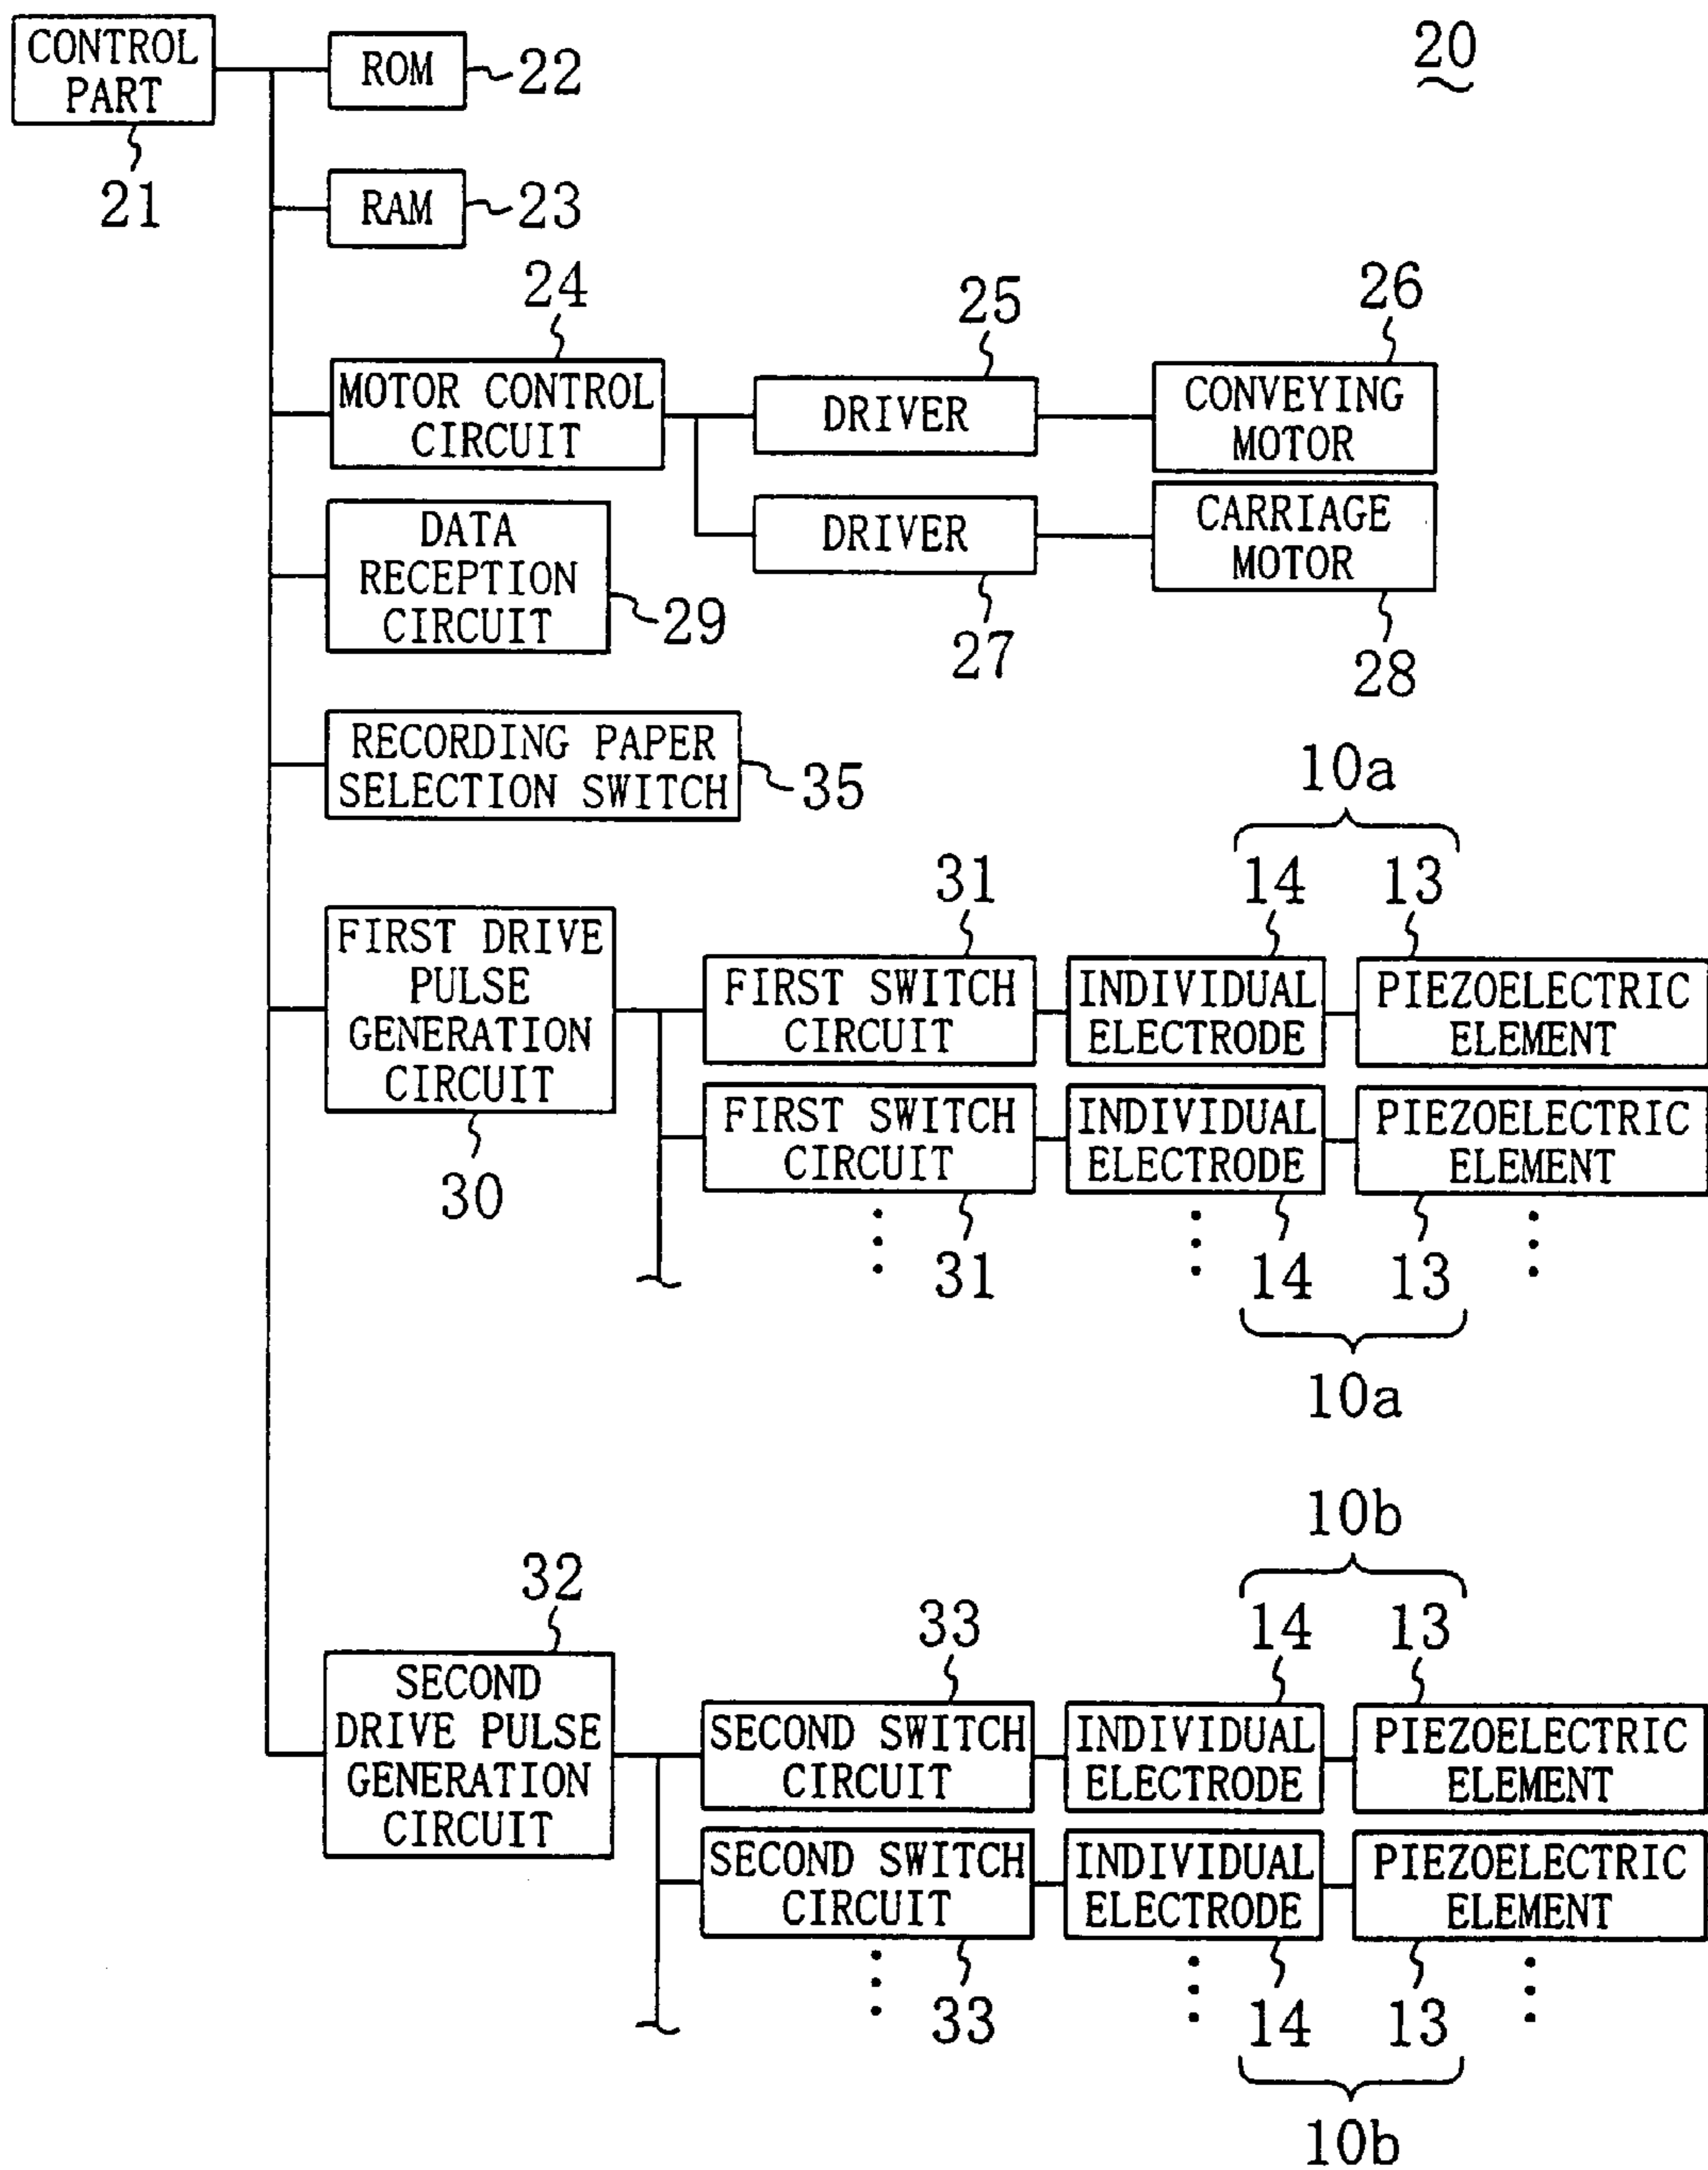 20
CONTROL
PART
21
ROM
22
RAM
23
24
MOTOR CONTROL
CIRCUIT
25
DRIVER
26
CONVEYING
MOTOR
DRIVER
27
CARRIAGE
MOTOR
28
DATA
RECEPTION
CIRCUIT
29
RECORDING PAPER
SELECTION SWITCH
35
10a
31
14
13
FIRST DRIVE
PULSE
GENERATION
CIRCUIT
30
FIRST SWITCH
CIRCUIT
INDIVIDUAL
ELECTRODE
PIEZOELECTRIC
ELEMENT
FIRST SWITCH
CIRCUIT
INDIVIDUAL
ELECTRODE
PIEZOELECTRIC
ELEMENT
31
14
13
10a
10b
32
33
14
13
SECOND
DRIVE PULSE
GENERATION
CIRCUIT
SECOND SWITCH
CIRCUIT
INDIVIDUAL
ELECTRODE
PIEZOELECTRIC
ELEMENT
SECOND SWITCH
CIRCUIT
INDIVIDUAL
ELECTRODE
PIEZOELECTRIC
ELEMENT
33
14
13
10b